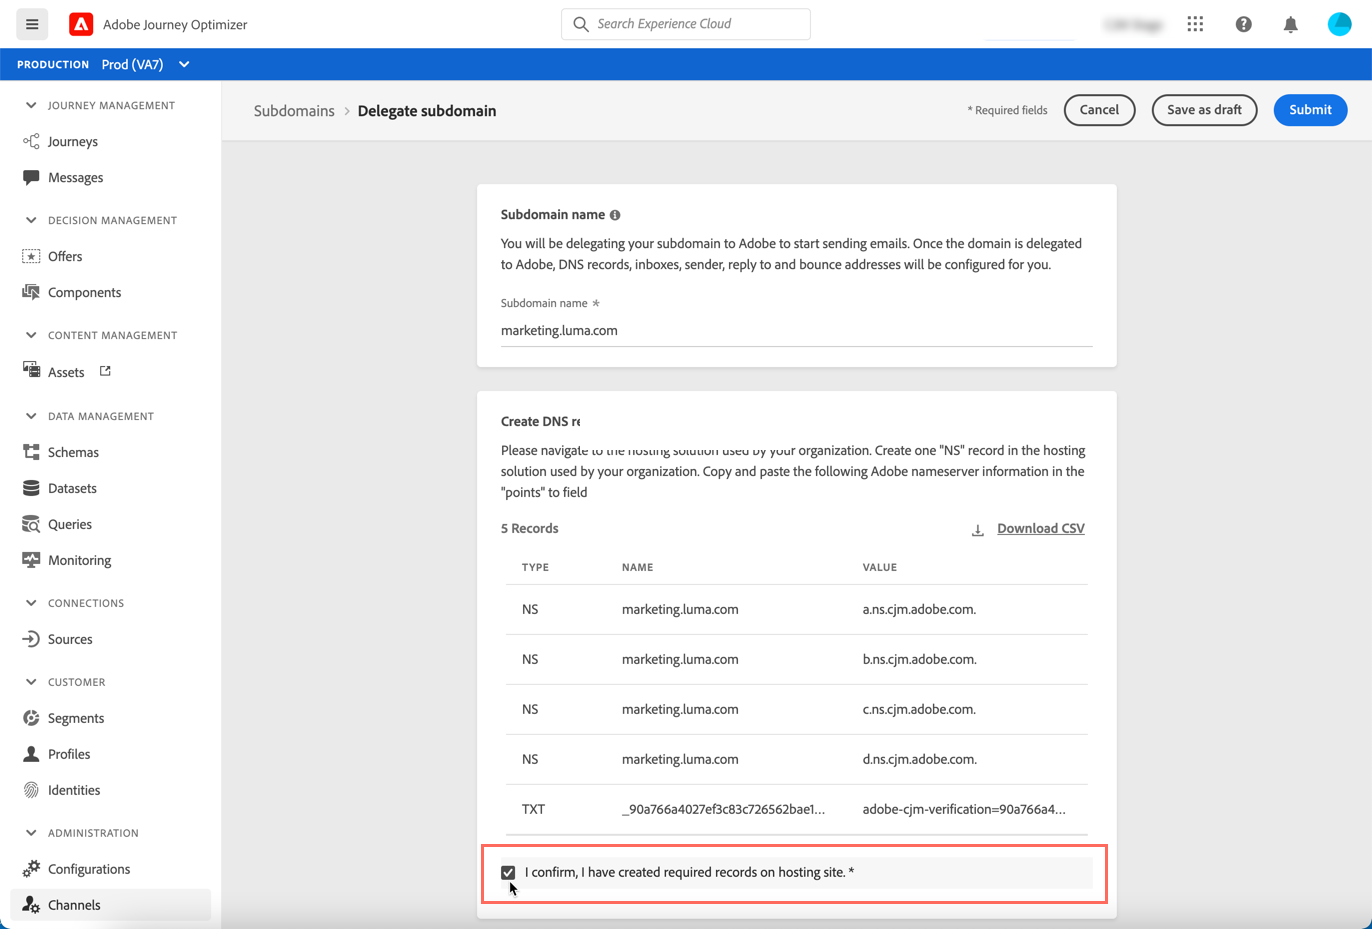 Adobe Journey Optimizer
Search Experience Cloud
PRODUCTION Prod (VA7)
JOURNEY MANAGEMENT
Journeys
Messages
DECISION MANAGEMENT
Offers
Components
CONTENT MANAGEMENT
Assets
DATA MANAGEMENT
Schemas
Datasets
Queries
Monitoring
CONNECTIONS
Sources
CUSTOMER
Segments
Profiles
Identities
ADMINISTRATION
Configurations
Channels
Subdomains > Delegate subdomain
* Required fields Cancel Save as draft Submit
Subdomain name
You will be delegating your subdomain to Adobe to start sending emails. Once the domain is delegated
to Adobe, DNS records, inboxes, sender, reply to and bounce addresses will be configured for you.
Subdomain name *
marketing.luma.com
Create DNS re
Please navigate to the hosting solution used by your organization. Create one "NS" record in the hosting
solution used by your organization. Copy and paste the following Adobe nameserver information in the
"points" to field
5 Records Download CSV
TYPE NAME VALUE
NS marketing.luma.com a.ns.cjm.adobe.com.
NS marketing.luma.com b.ns.cjm.adobe.com.
NS marketing.luma.com c.ns.cjm.adobe.com.
NS marketing.luma.com d.ns.cjm.adobe.com.
TXT _90a766a4027ef3c83c726562bae1... adobe-cjm-verification=90a766a4...
I confirm, I have created required records on hosting site. *